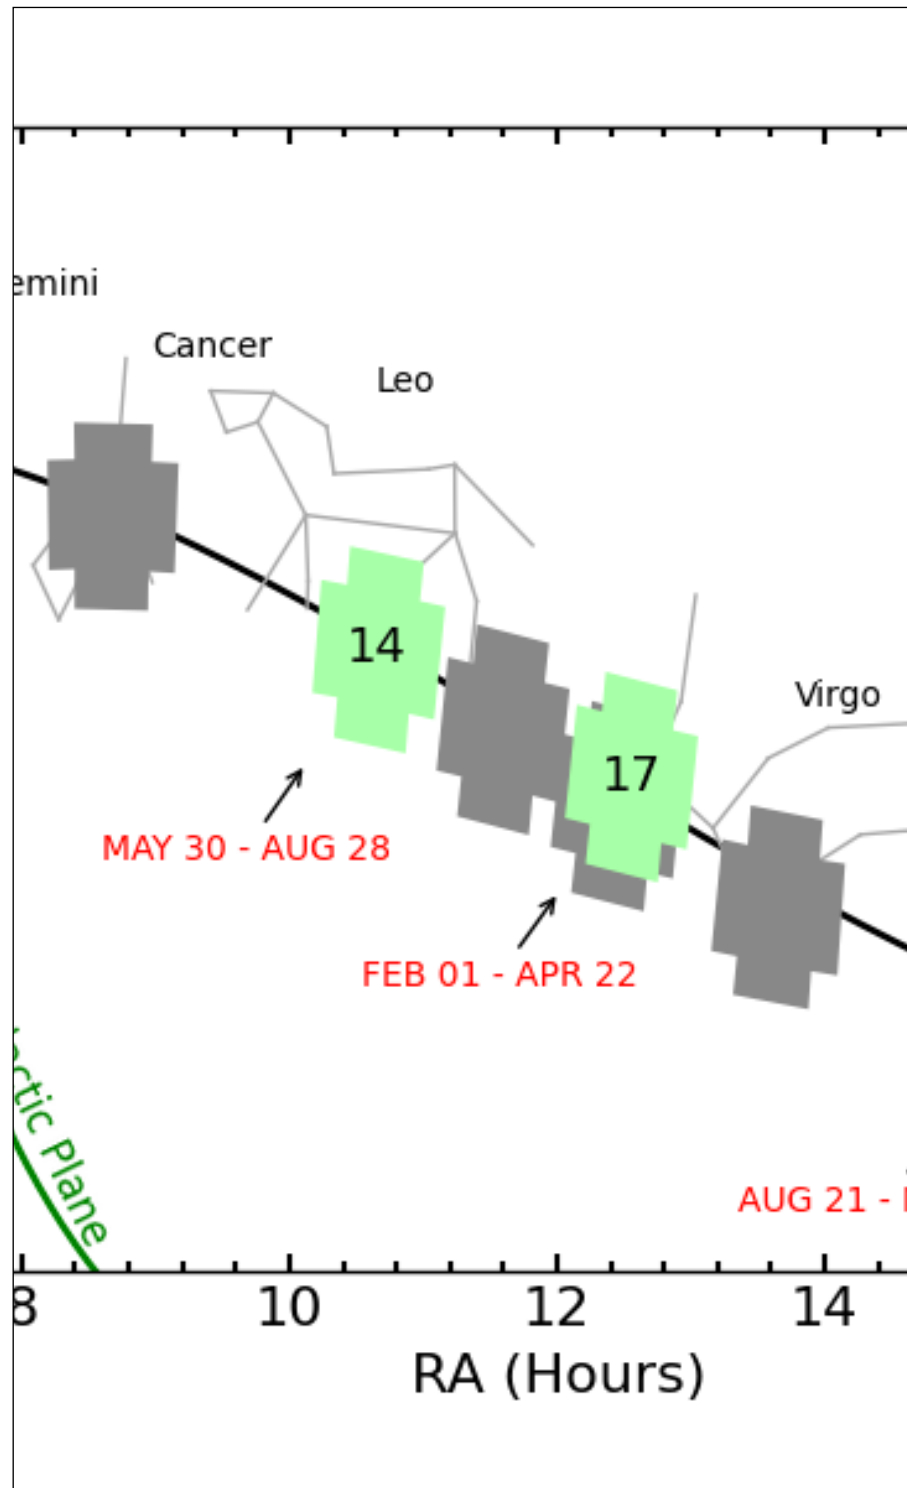 emini
Cancer
Leo
14
Virgo
17
MAY 30 - AUG 28
FEB 01 - APR 22
ctic Plane
AUG 21 -
8 10 12 14
RA (Hours)